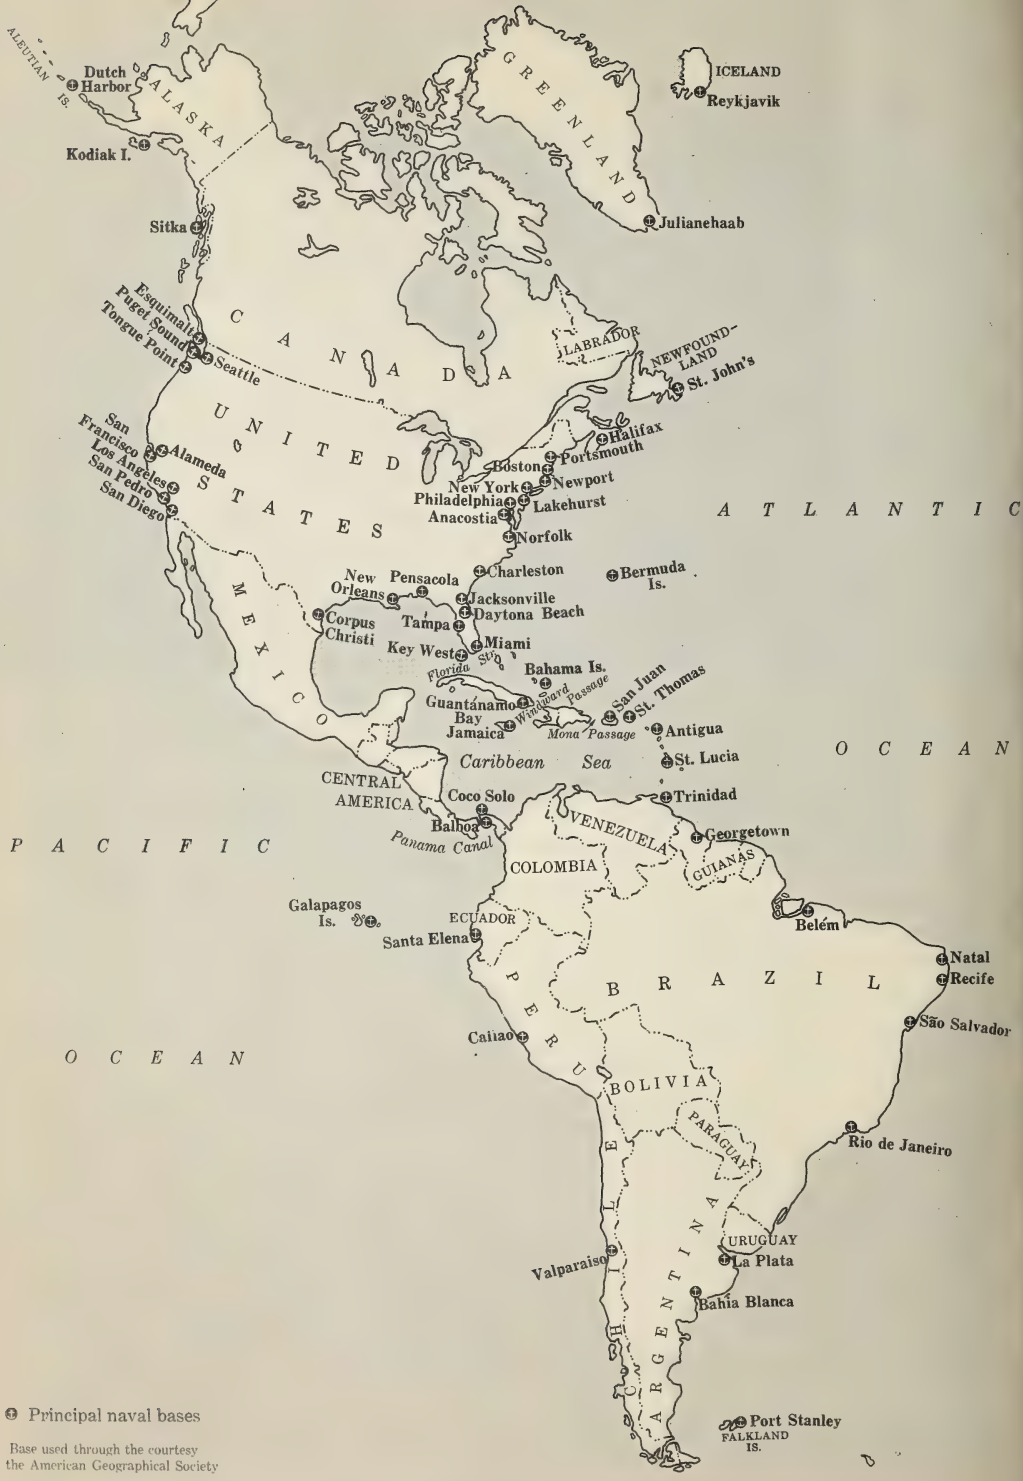 ALEUTIAN
IS.
Dutch
Harbor
ALASKA
Kodiak I.
Sitka
GREENLAND
ICELAND
Reykjavik
Julianehaab
Esquimalt
Puget Sound
Tongue Point
Seattle
CANADA
LABRADOR
NEWFOUND-
LAND
St. John's
UNITED
STATES
San
Francisco
Alameda
Los Angeles
San Pedro
San Diego
Halifax
Portsmouth
Boston
Newport
New York
Lakehurst
Philadelphia
Anacostia
Norfolk
ATLANTIC
OCEAN
Charleston
Bermuda
Is.
New
Orleans
Pensacola
Jacksonville
Daytona Beach
Corpus
Christi
Tampa
Key West
Miami
Florida Str.
MEXICO
Bahama Is.
Windward
Passage
Guantánamo
Bay
Jamaica
San Juan
St. Thomas
Mona Passage
Antigua
St. Lucia
Caribbean Sea
CENTRAL
AMERICA
Coco Solo
Balboa
Panama Canal
Trinidad
VENEZUELA
Georgetown
GUIANAS
COLOMBIA
PACIFIC
OCEAN
Galapagos
Is.
ECUADOR
Santa Elena
Belém
Natal
Recife
São Salvador
BRAZIL
PERU
Callao
BOLIVIA
PARAGUAY
Rio de Janeiro
CHILE
ARGENTINA
URUGUAY
La Plata
Valparaiso
Bahia Blanca
Port Stanley
FALKLAND
IS.
Principal naval bases
Base used through the courtesy
the American Geographical Society